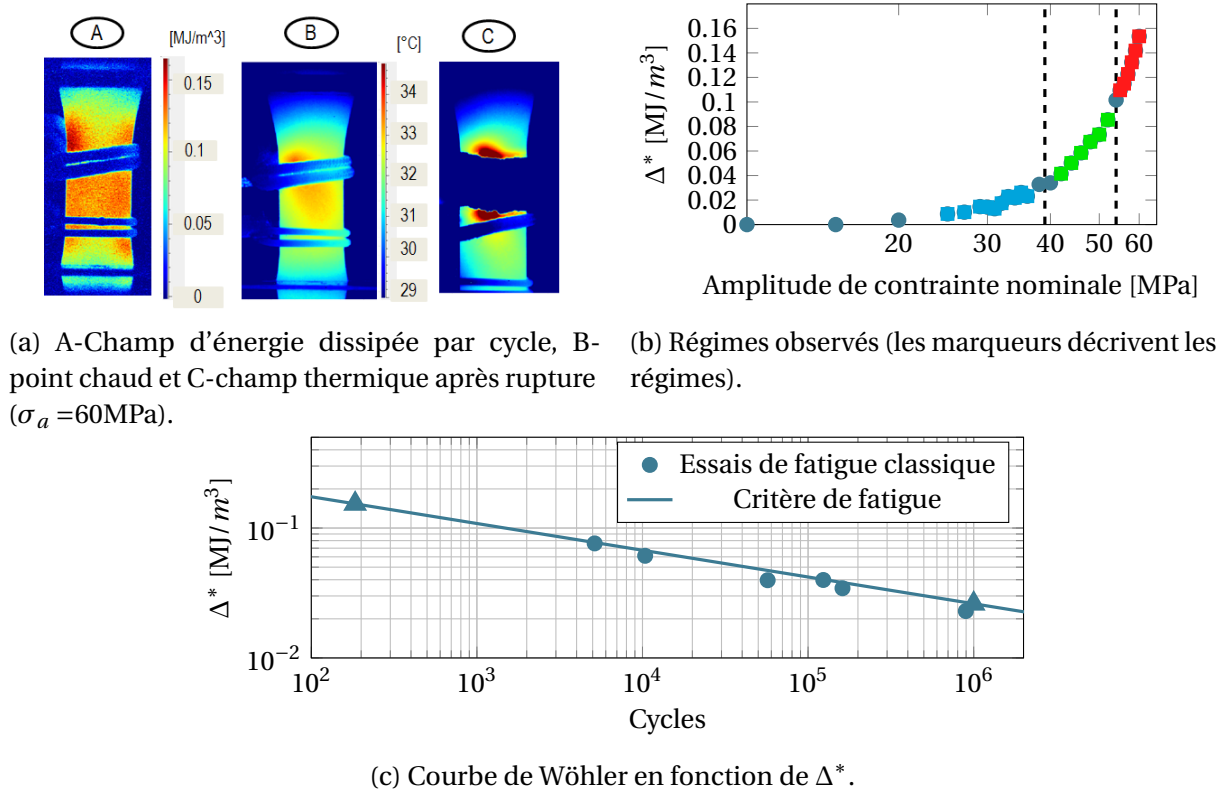 A
B
C
[MJ/m^3]
0.15
0.1
0.05
0
[°C]
34
33
32
31
30
29
0.16
0.14
0.12
0.1
0.08
0.06
0.04
0.02
0
Δ* [MJ/m³]
20 30 40 50 60
Amplitude de contrainte nominale [MPa]
(a) A-Champ d'énergie dissipée par cycle, B-
point chaud et C-champ thermique après rupture
(σₐ =60MPa).
(b) Régimes observés (les marqueurs décrivent les
régimes).
Essais de fatigue classique
Critère de fatigue
Δ* [MJ/m³]
10⁻¹
10⁻²
10² 10³ 10⁴ 10⁵ 10⁶
Cycles
(c) Courbe de Wöhler en fonction de Δ*.